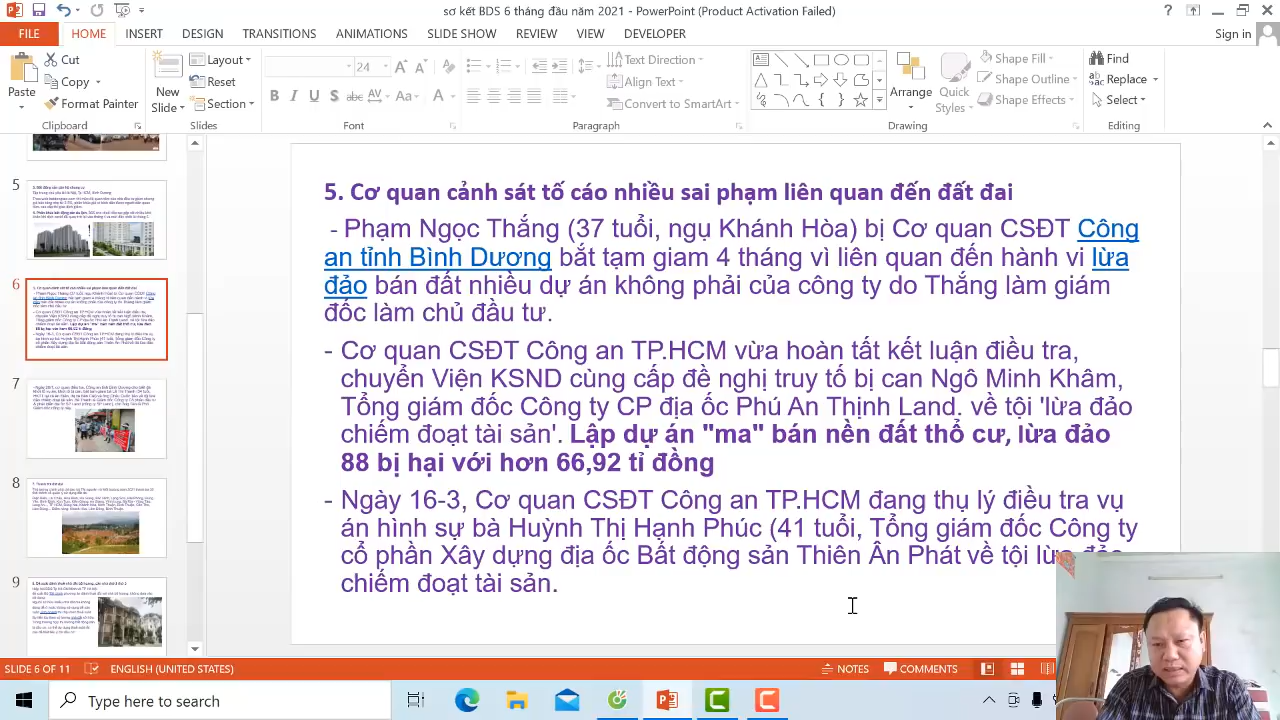 sơ kết BDS 6 tháng đầu năm 2021 - PowerPoint (Product Activation Failed)
FILE HOME INSERT DESIGN TRANSITIONS ANIMATIONS SLIDE SHOW REVIEW VIEW DEVELOPER Sign in
Paste
Cut
Copy
Format Painter
Clipboard
New Slide
Layout
Reset
Section
Slides
24
Font
Text Direction
Align Text
Convert to SmartArt
Paragraph
Arrange
Quick Styles
Shape Fill
Shape Outline
Shape Effects
Drawing
Find
Replace
Select
Editing
5
6
7
8
9
5. Cơ quan cảnh sát tố cáo nhiều sai phạm liên quan đến đất đai
- Phạm Ngọc Thắng (37 tuổi, ngụ Khánh Hòa) bị Cơ quan CSĐT Công
an tỉnh Bình Dương bắt tạm giam 4 tháng vì liên quan đến hành vi lừa
đảo bán đất nhiều dự án không phải của công ty do Thắng làm giám
đốc làm chủ đầu tư.
- Cơ quan CSĐT Công an TP.HCM vừa hoan tất kết luận điều tra,
chuyển Viện KSND cùng cấp đề nghị truy tố bị can Ngô Minh Khâm,
Tổng giám đốc Công ty CP địa ốc Phú An Thịnh Land. về tội 'lừa đảo
chiếm đoạt tài sản'. Lập dự án "ma" bán nền đất thổ cư, lừa đảo
88 bị hại với hơn 66,92 tỉ đồng
- Ngày 16-3, Cơ quan CSĐT Công an TP.HCM đang thụ lý điều tra vụ
án hình sự bà Huỳnh Thị Hạnh Phúc (41 tuổi, Tổng giám đốc Công ty
cổ phần Xây dựng địa ốc Bất động sản Thiên Ân Phát về tội lừa đảo
chiếm đoạt tài sản.
SLIDE 6 OF 11 ENGLISH (UNITED STATES) NOTES COMMENTS
Type here to search